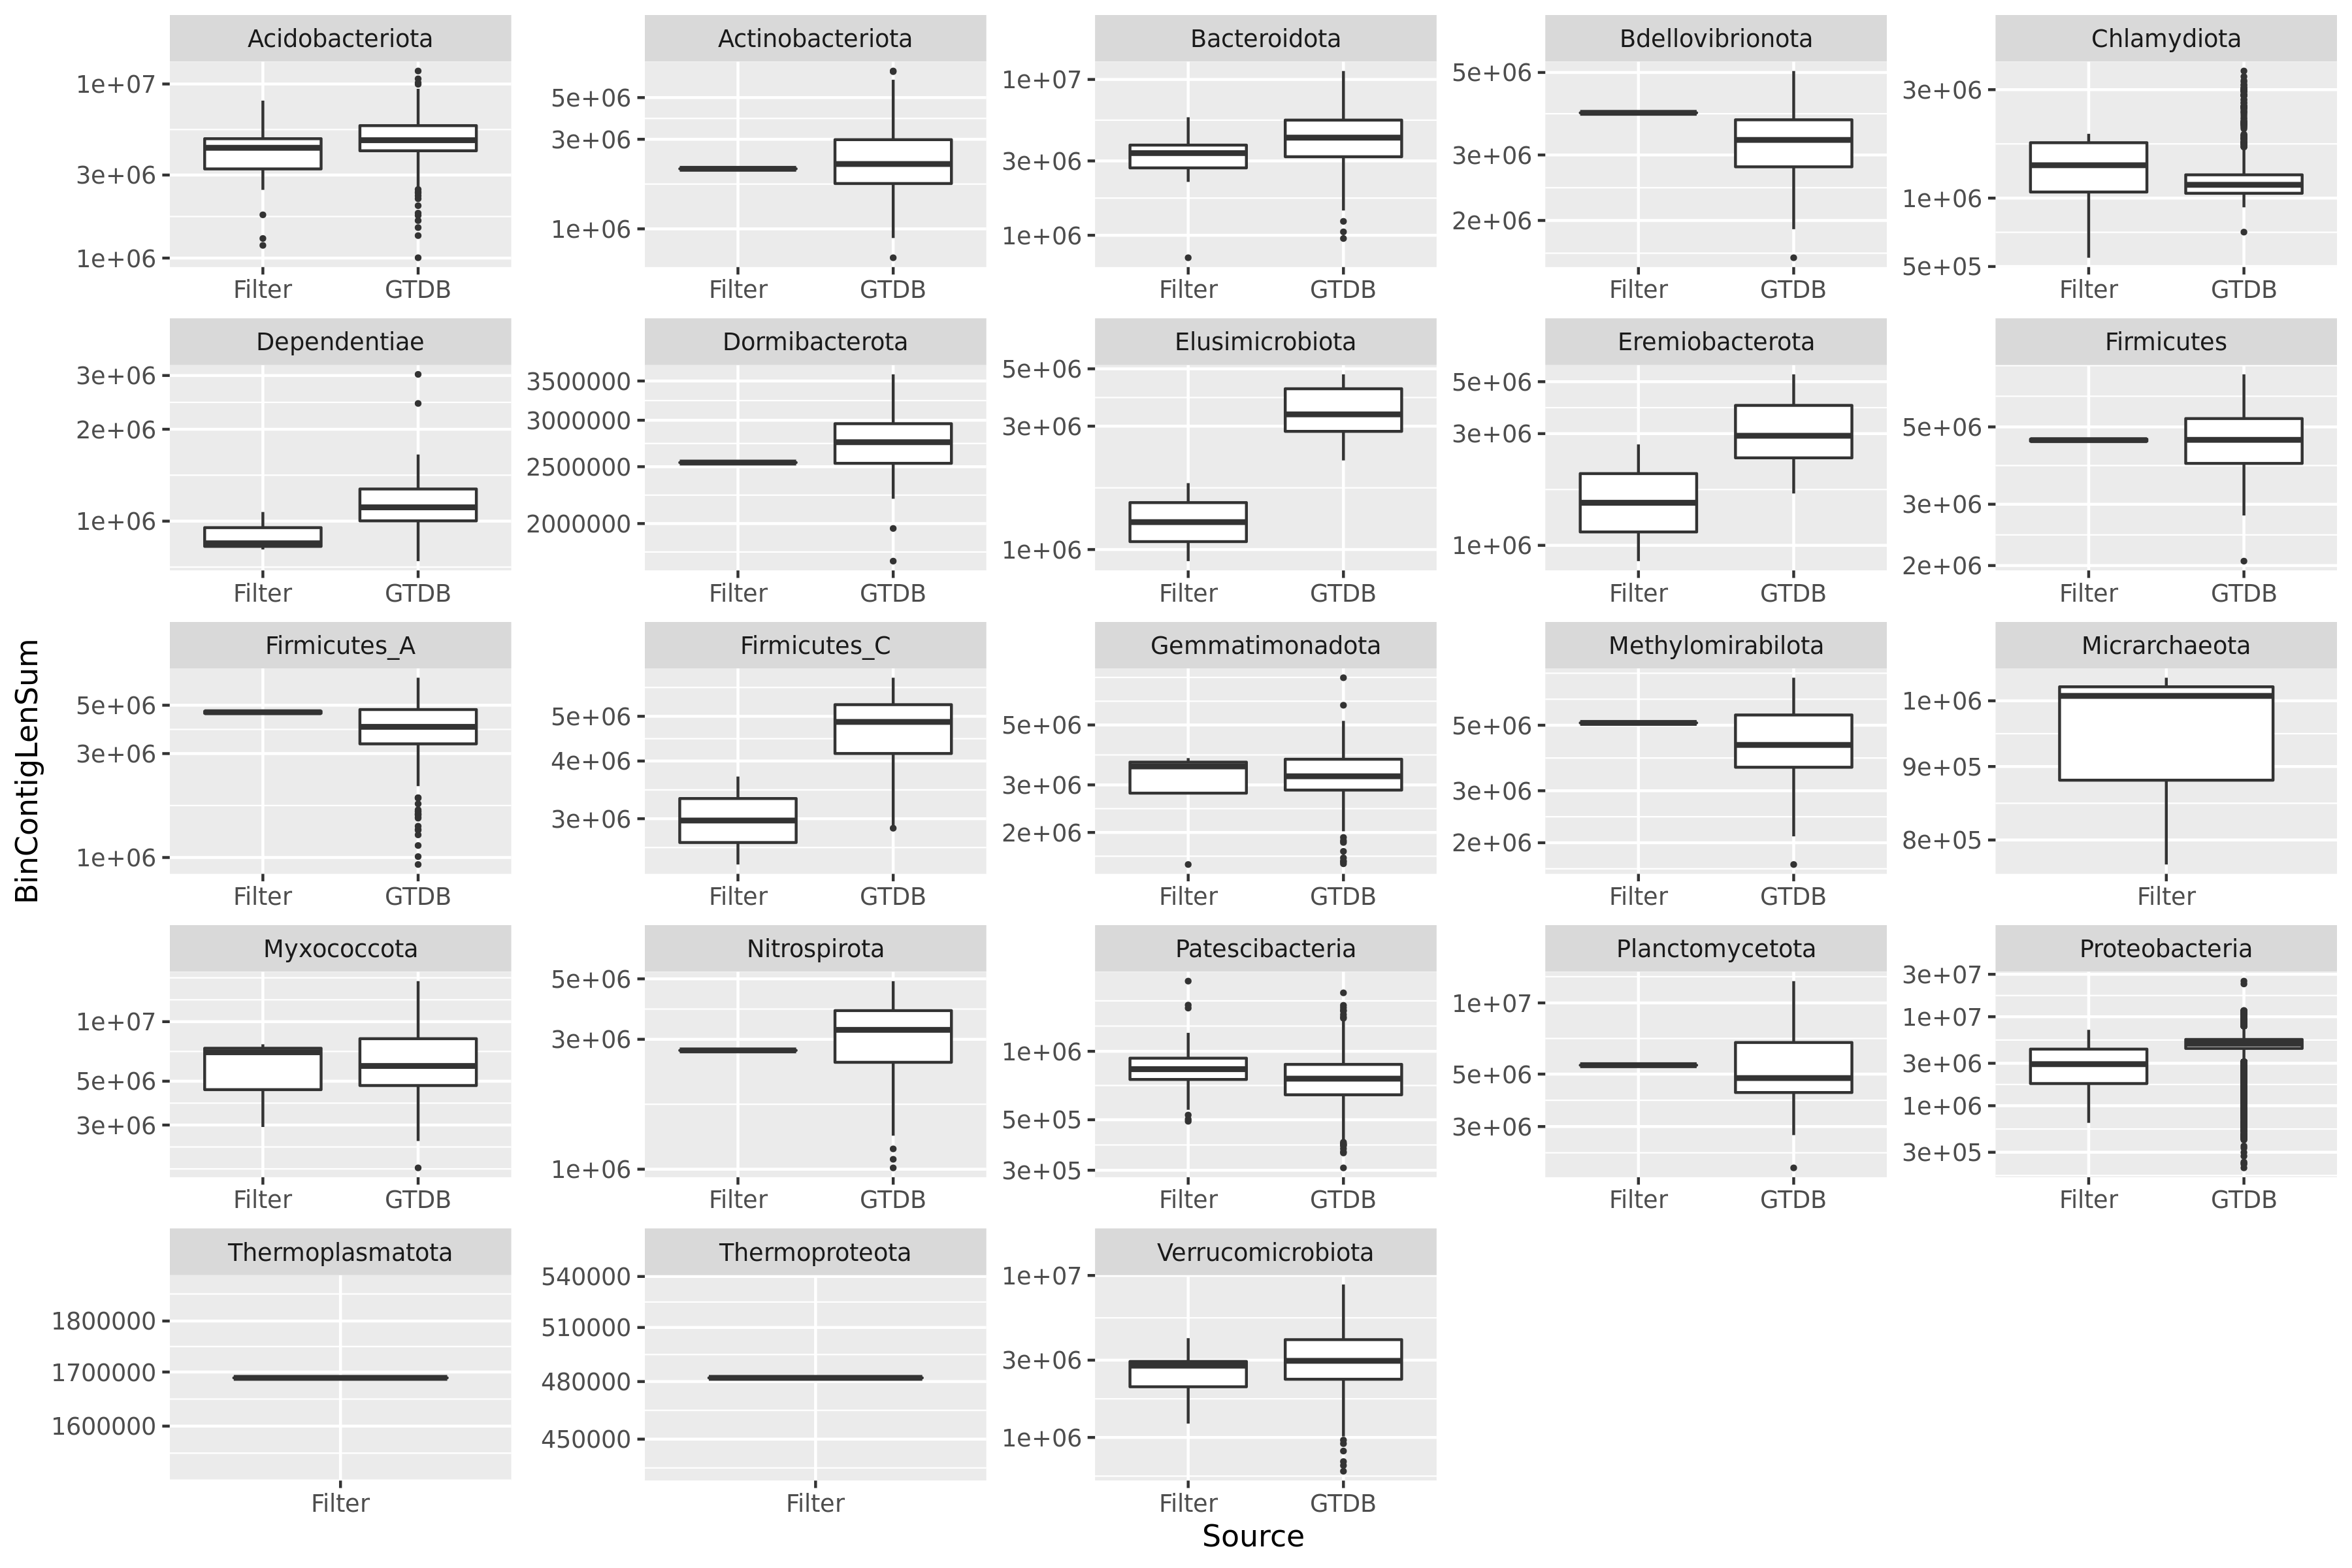 Acidobacteriota
Actinobacteriota
Bacteroidota
Bdellovibrionota
Chlamydiota
1e+07
3e+06
1e+06
5e+06
3e+06
1e+06
1e+07
3e+06
1e+06
5e+06
3e+06
2e+06
3e+06
1e+06
5e+05
Filter GTDB
Filter GTDB
Filter GTDB
Filter GTDB
Filter GTDB
Dependentiae
Dormibacterota
Elusimicrobiota
Eremiobacterota
Firmicutes
3e+06
2e+06
1e+06
3500000
3000000
2500000
2000000
5e+06
3e+06
1e+06
5e+06
3e+06
1e+06
5e+06
3e+06
2e+06
Filter GTDB
Filter GTDB
Filter GTDB
Filter GTDB
Filter GTDB
BinContigLenSum
Firmicutes_A
Firmicutes_C
Gemmatimonadota
Methylomirabilota
Micrarchaeota
5e+06
3e+06
1e+06
5e+06
4e+06
3e+06
5e+06
3e+06
2e+06
5e+06
3e+06
2e+06
1e+06
9e+05
8e+05
Filter GTDB
Filter GTDB
Filter GTDB
Filter GTDB
Filter
Myxococcota
Nitrospirota
Patescibacteria
Planctomycetota
Proteobacteria
1e+07
5e+06
3e+06
5e+06
3e+06
1e+06
1e+06
5e+05
3e+05
1e+07
5e+06
3e+06
3e+07
1e+07
3e+06
1e+06
3e+05
Filter GTDB
Filter GTDB
Filter GTDB
Filter GTDB
Filter GTDB
Thermoplasmatota
Thermoproteota
Verrucomicrobiota
1800000
1700000
1600000
540000
510000
480000
450000
1e+07
3e+06
1e+06
Filter
Filter
Filter GTDB
Source